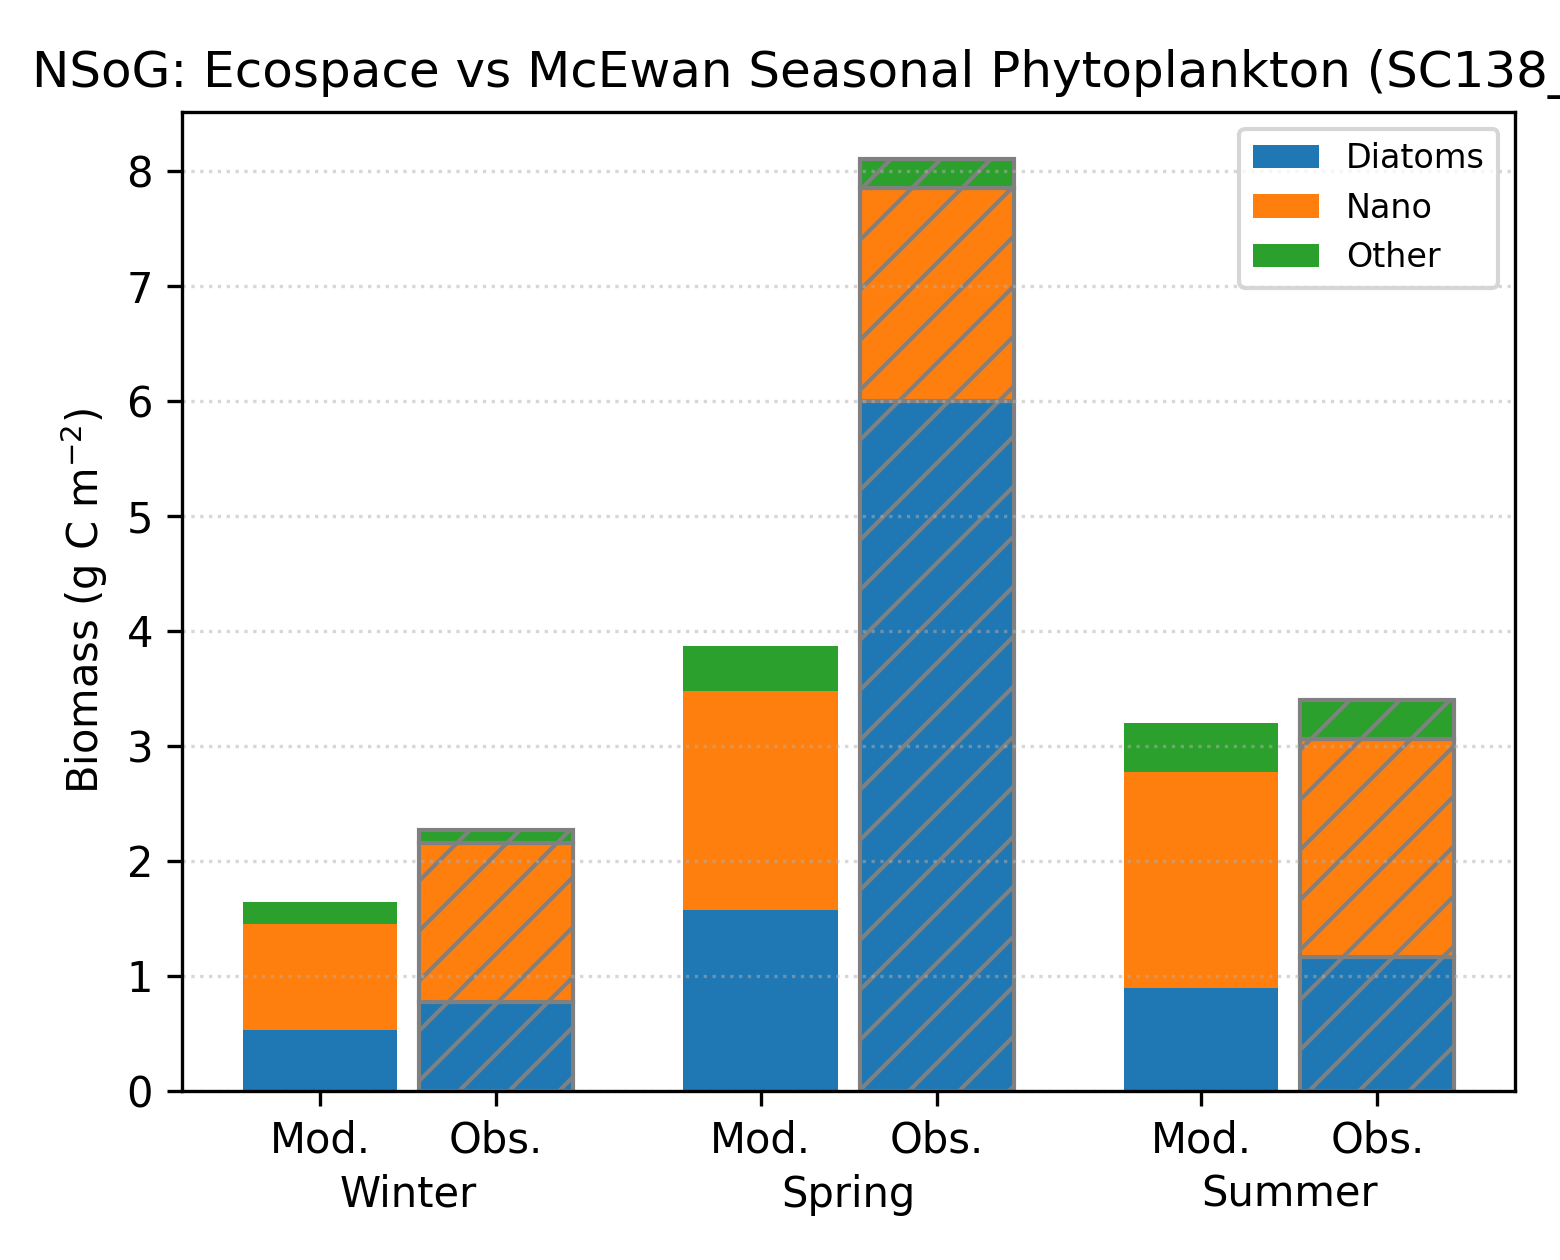 NSoG: Ecospace vs McEwan Seasonal Phytoplankton (SC138_
Diatoms
Nano
Other
Biomass (g C m⁻²)
8
7
6
5
4
3
2
1
0
Mod. Obs. Mod. Obs. Mod. Obs.
Winter Spring Summer